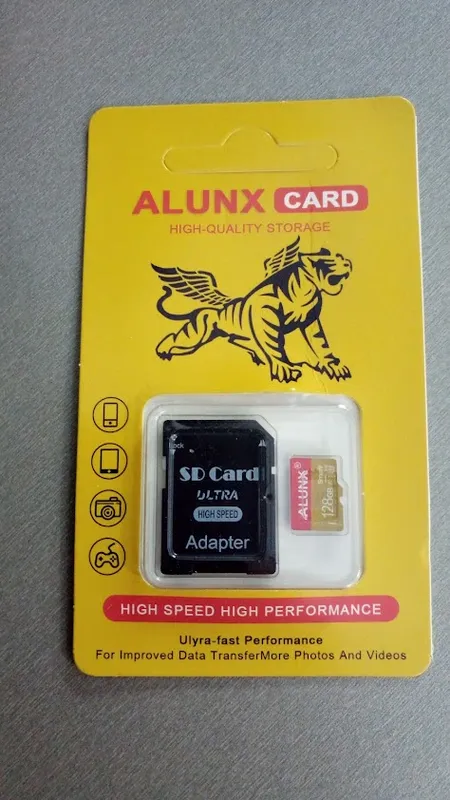 ALUNX CARD
HIGH-QUALITY STORAGE
lock
SD Card
ULTRA
HIGH SPEED
Adapter
ALUNX®
128GB
HIGH SPEED HIGH PERFORMANCE
Ulyra-fast Performance
For Improved Data TransferMore Photos And Videos